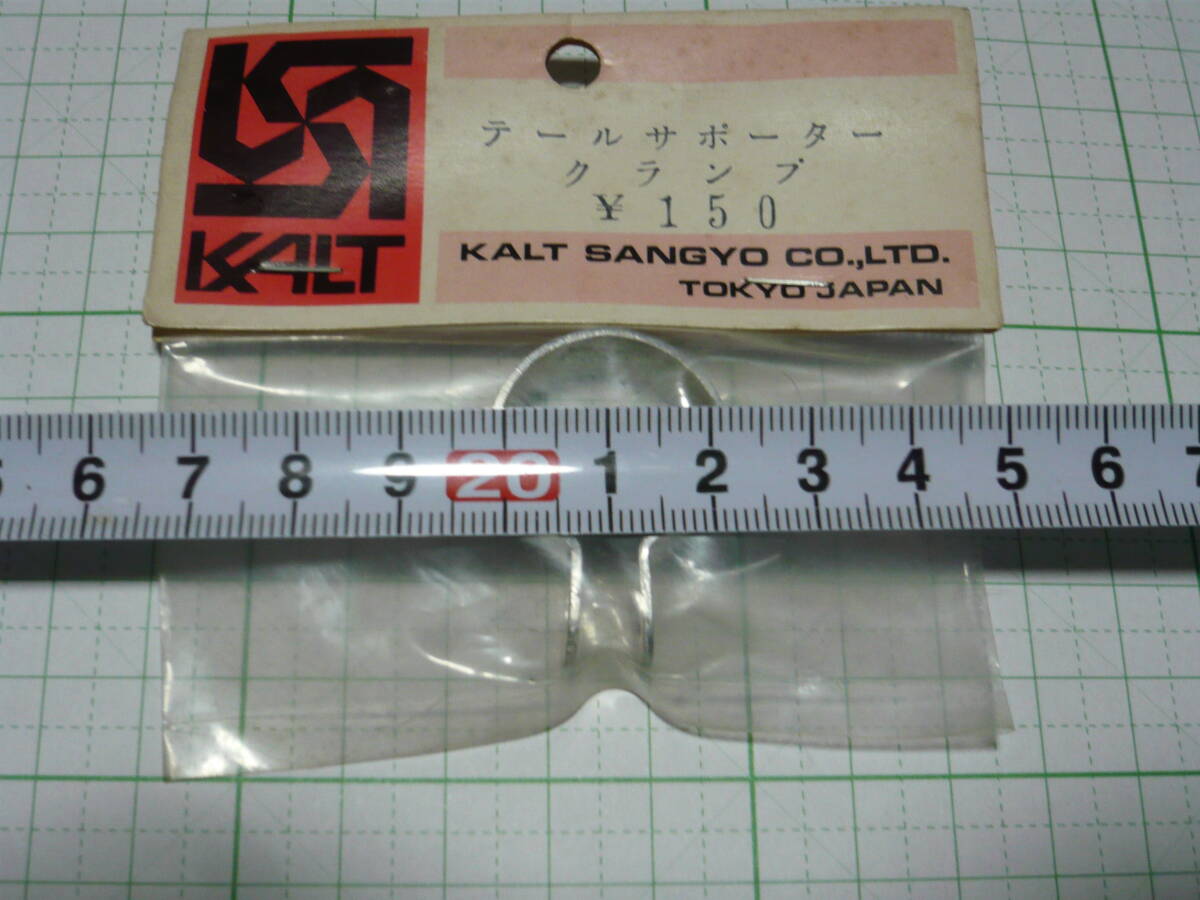 KALT
テールサポーター
クランプ
¥150
KALT SANGYO CO.,LTD.
TOKYO JAPAN
6 7 8 9 20 1 2 3 4 5 6